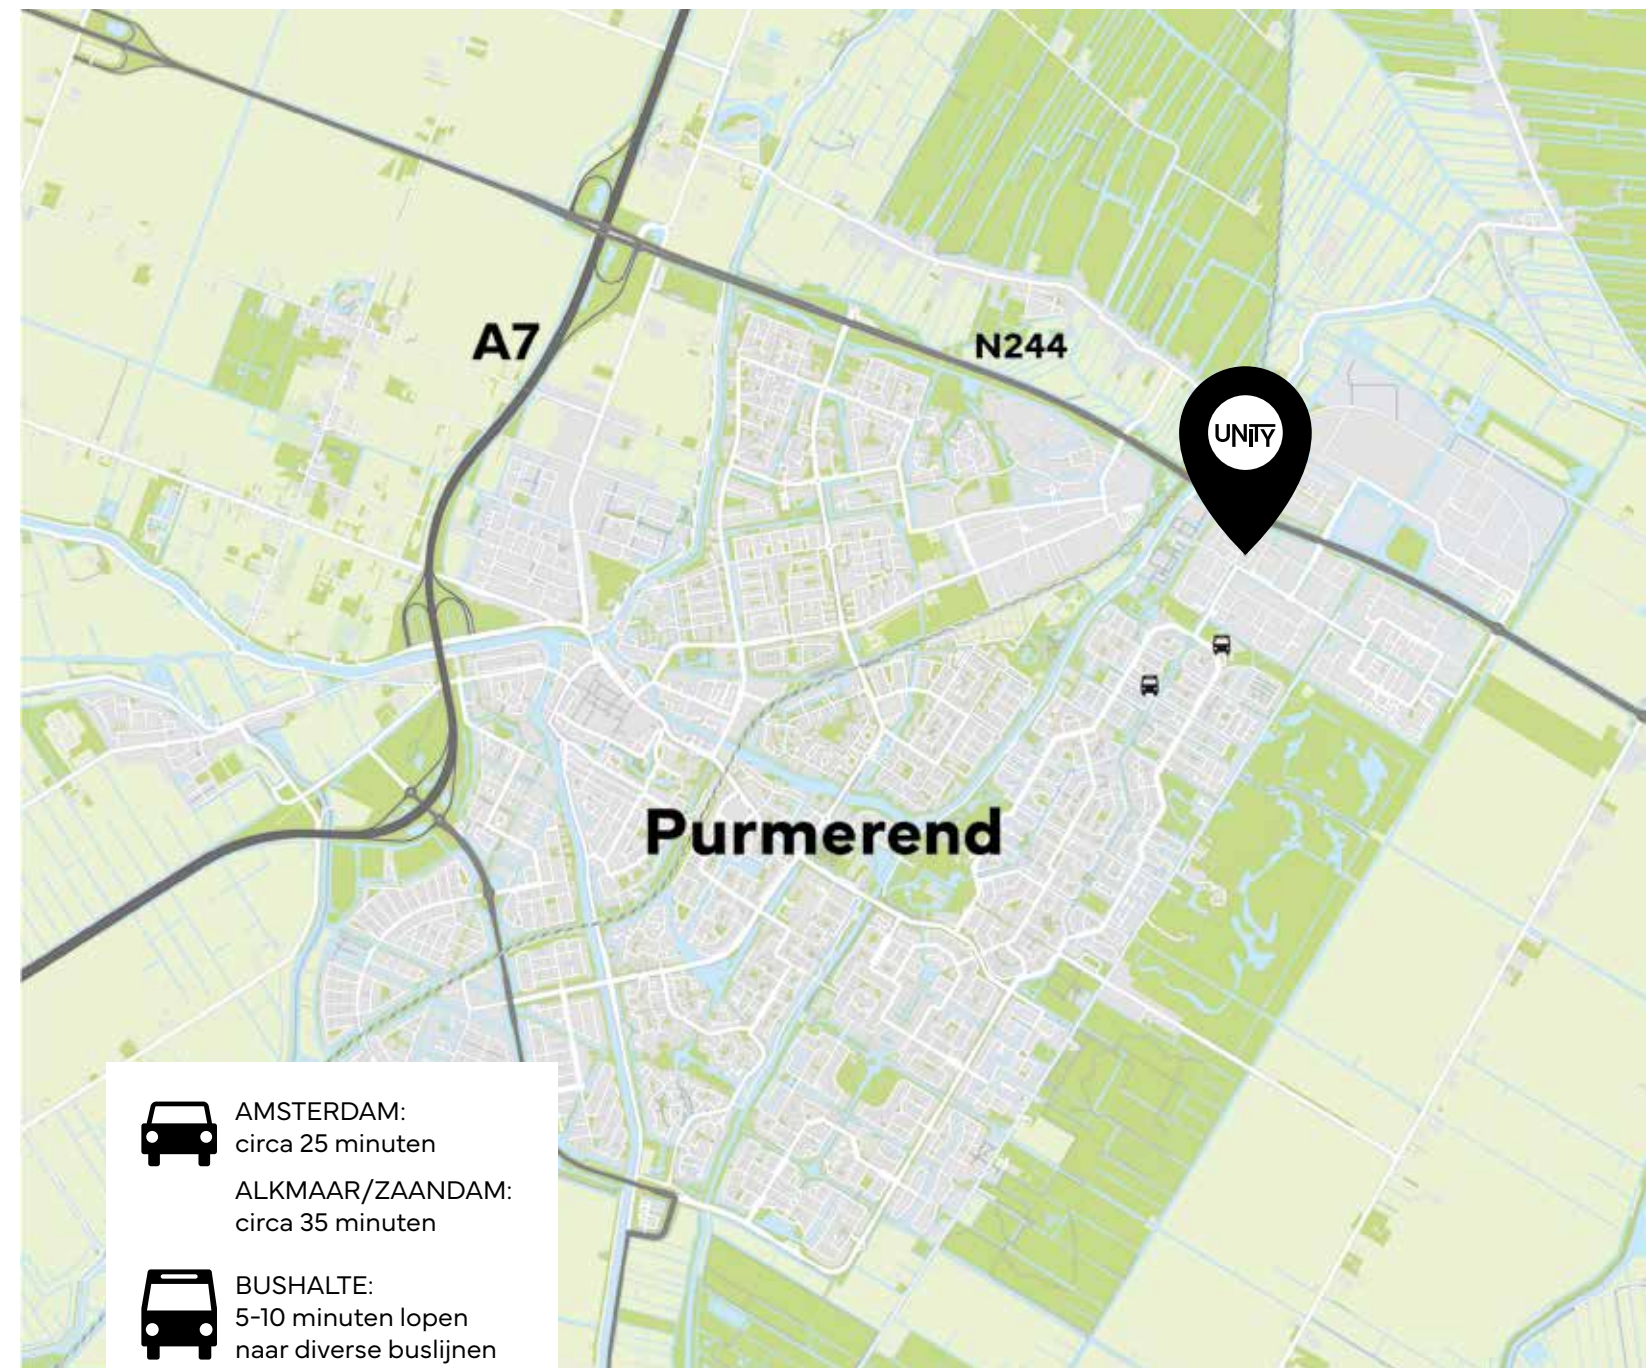 A7
N244
UNiTY
Purmerend
AMSTERDAM:
circa 25 minuten
ALKMAAR/ZAANDAM:
circa 35 minuten
BUSHALTE:
5-10 minuten lopen
naar diverse buslijnen